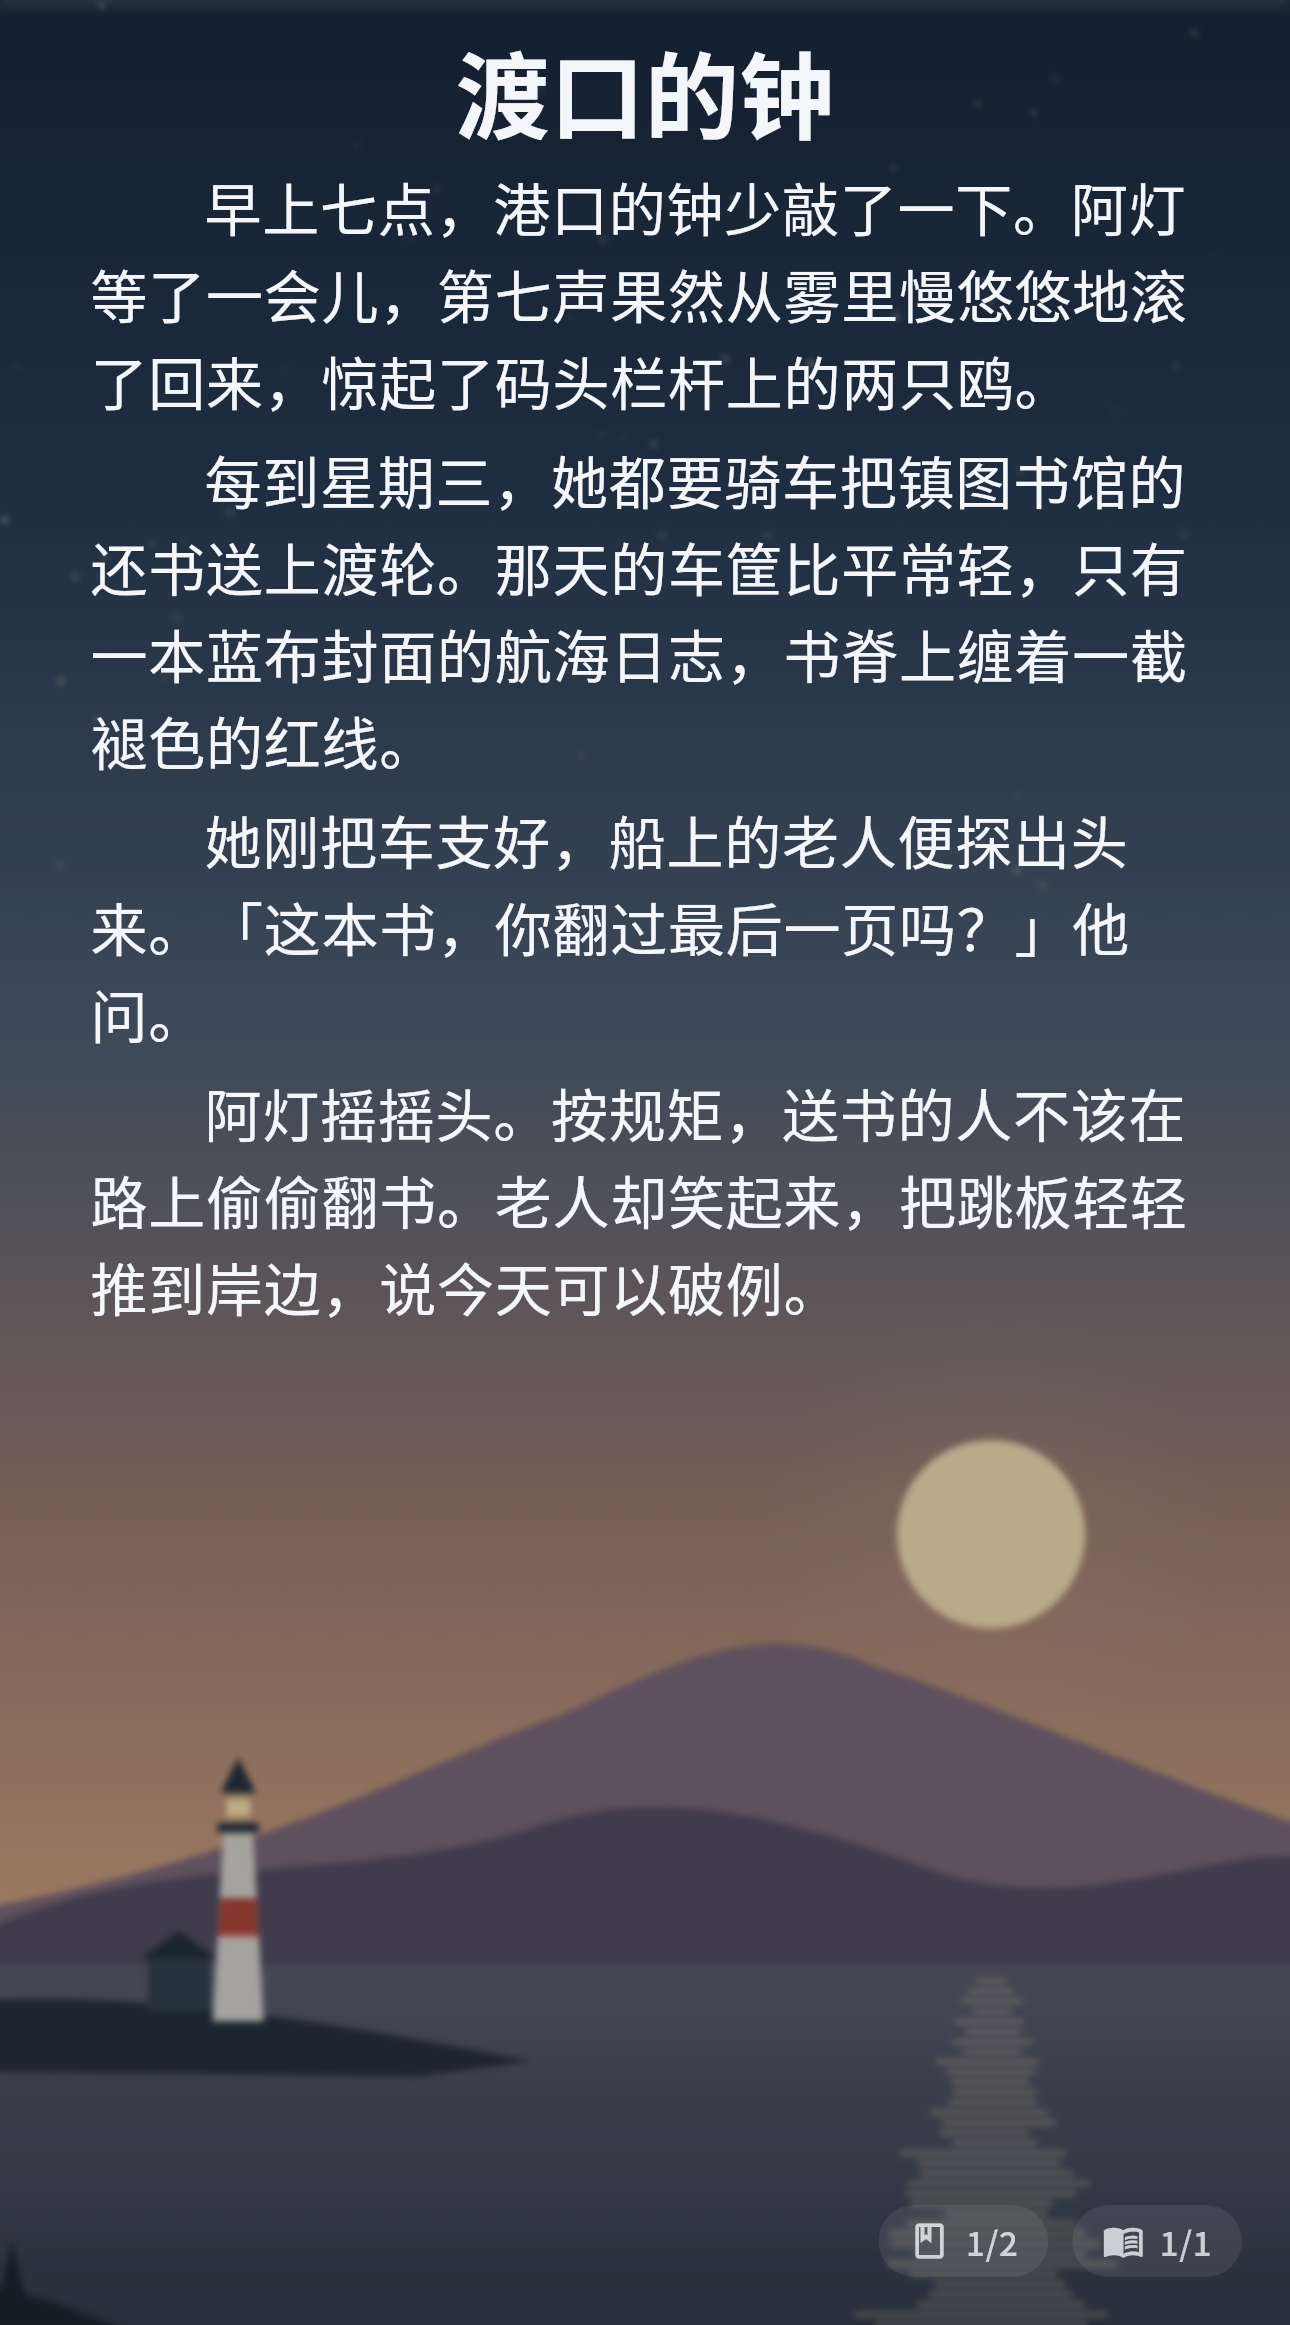 渡口的钟
早上七点，港口的钟少敲了一下。阿灯
等了一会儿，第七声果然从雾里慢悠悠地滚
了回来，惊起了码头栏杆上的两只鸥。
每到星期三，她都要骑车把镇图书馆的
还书送上渡轮。那天的车筐比平常轻，只有
一本蓝布封面的航海日志，书脊上缠着一截
褪色的红线。
她刚把车支好，船上的老人便探出头
来。「这本书，你翻过最后一页吗？」他
问。
阿灯摇摇头。按规矩，送书的人不该在
路上偷偷翻书。老人却笑起来，把跳板轻轻
推到岸边，说今天可以破例。
1/2
1/1